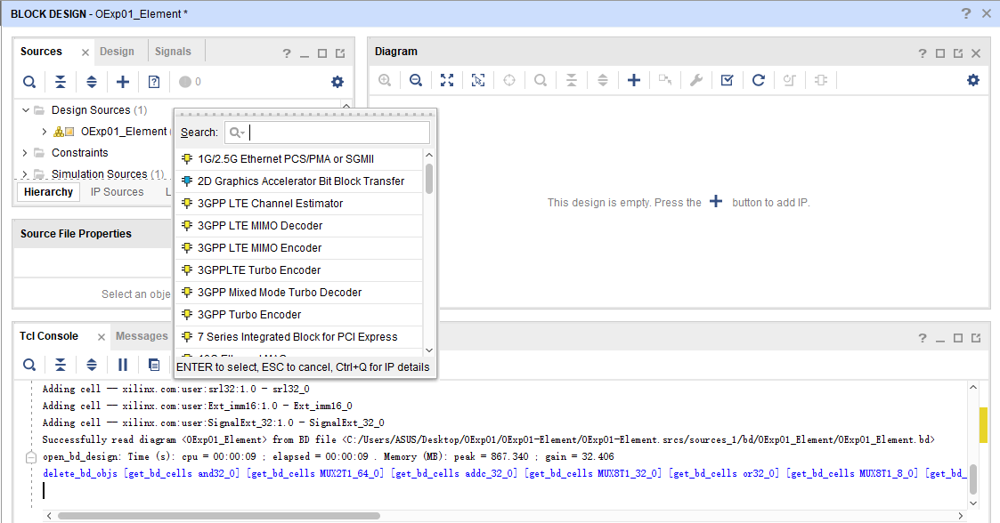 BLOCK DESIGN - OExp01_Element *
Sources
Design
Signals
0
Design Sources (1)
OExp01_Element
Constraints
Simulation Sources (1)
Hierarchy
IP Sources
Source File Properties
Select an obje
Search:
1G/2.5G Ethernet PCS/PMA or SGMII
2D Graphics Accelerator Bit Block Transfer
3GPP LTE Channel Estimator
3GPP LTE MIMO Decoder
3GPP LTE MIMO Encoder
3GPPLTE Turbo Encoder
3GPP Mixed Mode Turbo Decoder
3GPP Turbo Encoder
7 Series Integrated Block for PCI Express
ENTER to select, ESC to cancel, Ctrl+Q for IP details
Diagram
This design is empty. Press the + button to add IP.
Tcl Console
Messages
Adding cell -- xilinx.com:user:srl32:1.0 - srl32_0
Adding cell -- xilinx.com:user:Ext_imm16:1.0 - Ext_imm16_0
Adding cell -- xilinx.com:user:SignalExt_32:1.0 - SignalExt_32_0
Successfully read diagram <OExp01_Element> from BD file <C:/Users/ASUS/Desktop/OExp01/OExp01-Element/OExp01-Element.srcs/sources_1/bd/OExp01_Element/OExp01_Element.bd>
open_bd_design: Time (s): cpu = 00:00:09 ; elapsed = 00:00:09 . Memory (MB): peak = 867.340 ; gain = 32.406
delete_bd_objs [get_bd_cells and32_0] [get_bd_cells MUX2T1_64_0] [get_bd_cells addc_32_0] [get_bd_cells MUX8T1_32_0] [get_bd_cells or32_0] [get_bd_cells MUX8T1_8_0] [get_bd_